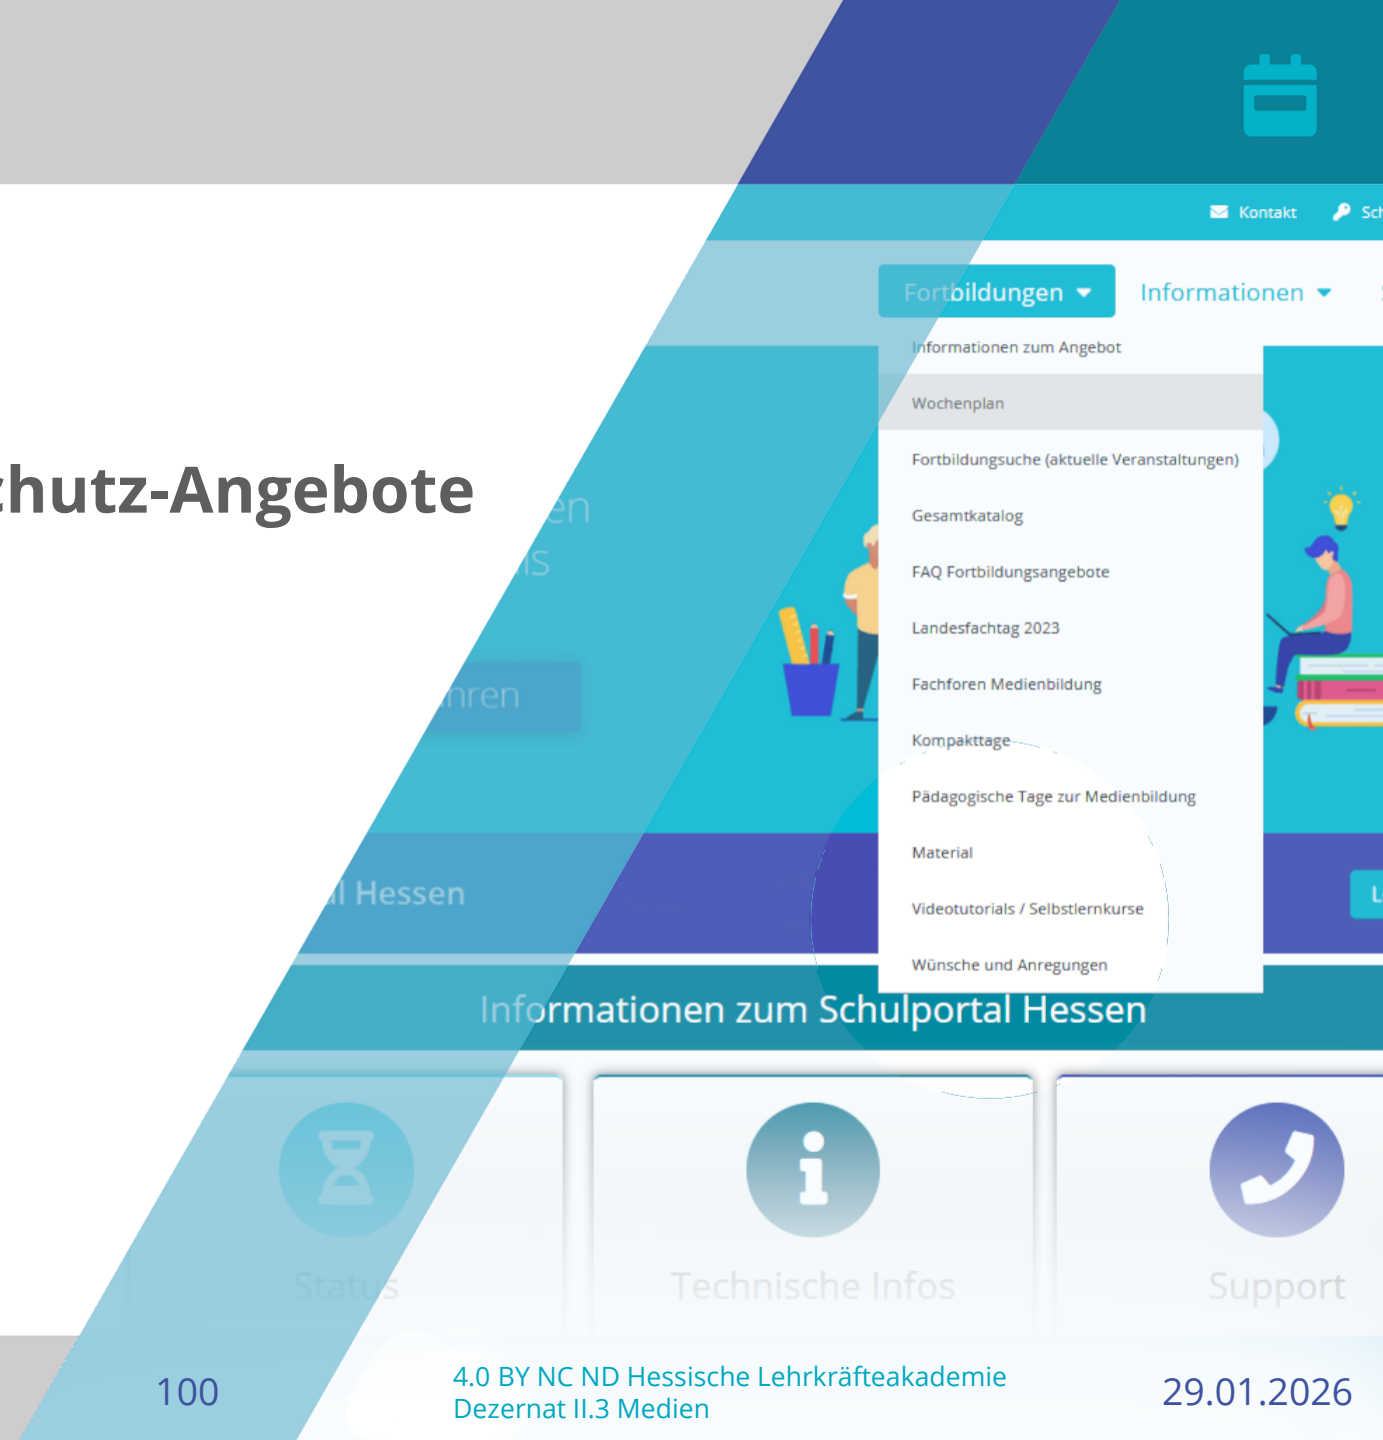 Kontakt
Fortbildungen
Informationen
Informationen zum Angebot
Wochenplan
Fortbildungsuche (aktuelle Veranstaltungen)
chutz-Angebote
Gesamtkatalog
FAQ Fortbildungsangebote
Landesfachtag 2023
Fachforen Medienbildung
Kompakttage
Pädagogische Tage zur Medienbildung
Material
Videotutorials / Selbstlernkurse
Wünsche und Anregungen
Hessen
Informationen zum Schulportal Hessen
Status
Technische Infos
Support
100
4.0 BY NC ND Hessische Lehrkräfteakademie
Dezernat II.3 Medien
29.01.2026